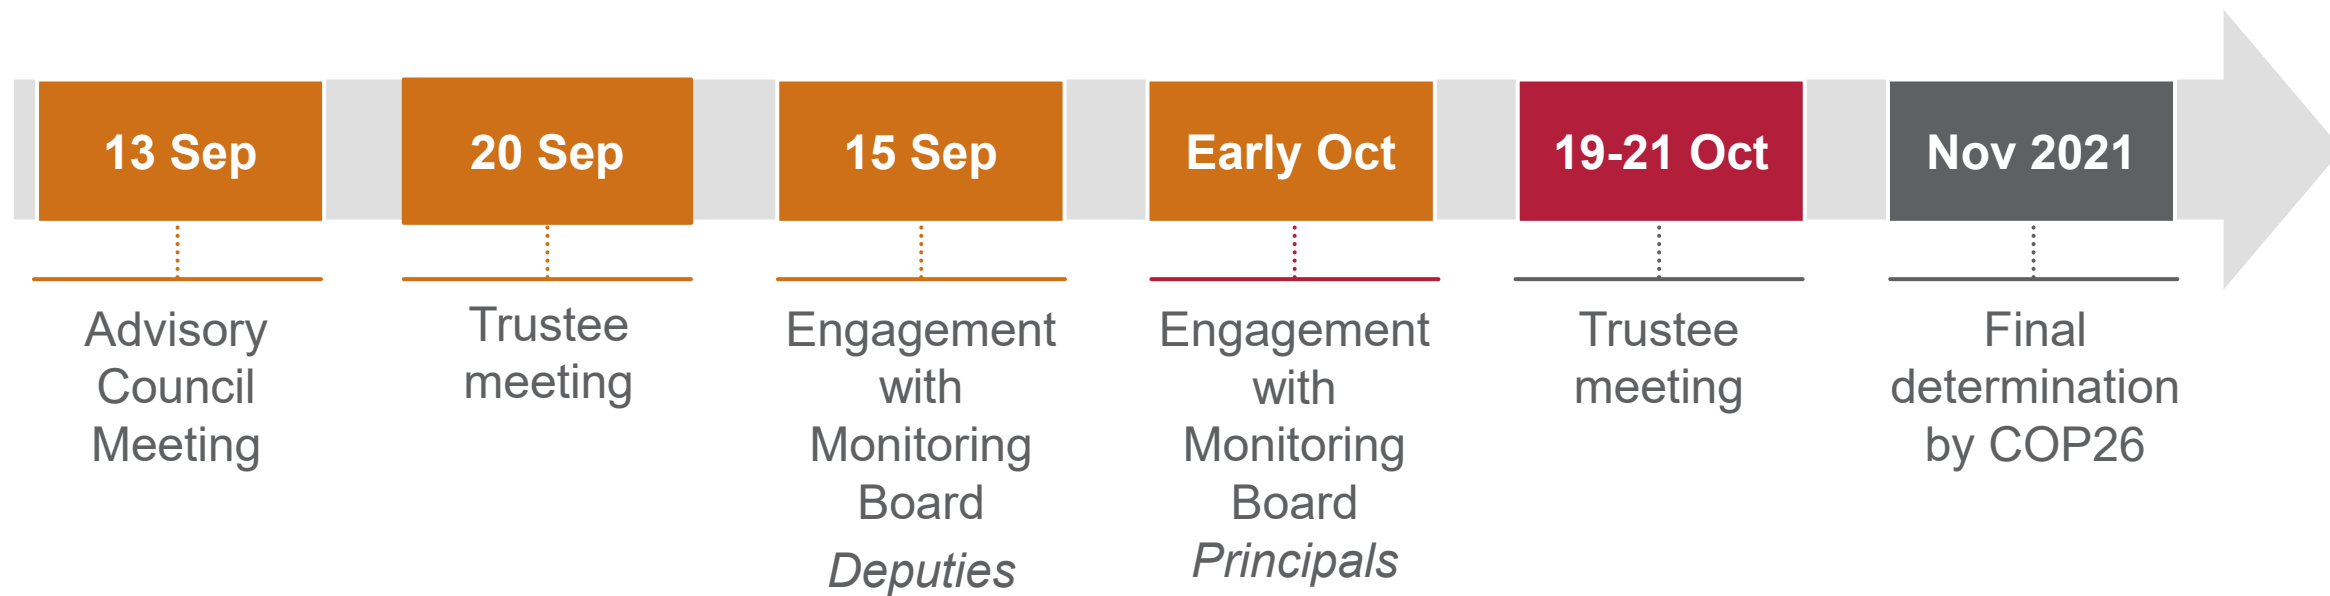 13 Sep
20 Sep
15 Sep
Early Oct
19-21 Oct
Nov 2021
Advisory
Council
Meeting
Trustee
meeting
Engagement
with
Monitoring
Board
Deputies
Engagement
with
Monitoring
Board
Principals
Trustee
meeting
Final
determination
by COP26